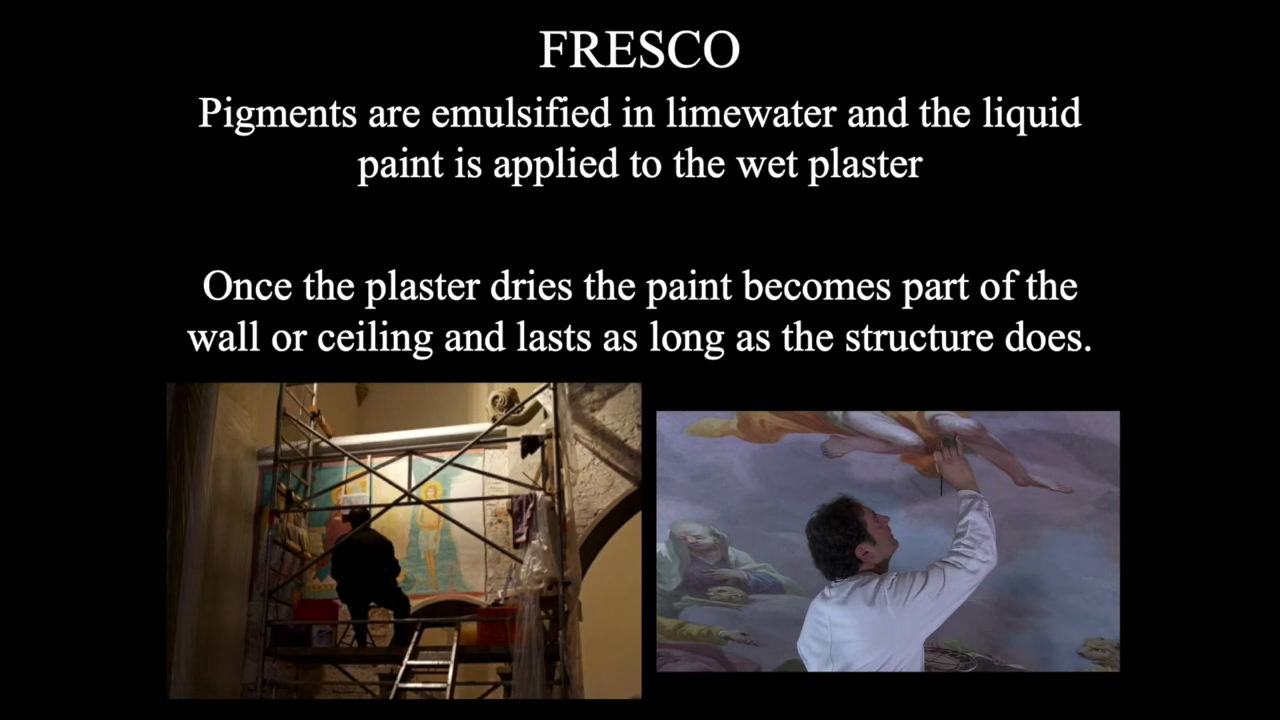 FRESCO
Pigments are emulsified in limewater and the liquid
paint is applied to the wet plaster
Once the plaster dries the paint becomes part of the
wall or ceiling and lasts as long as the structure does.